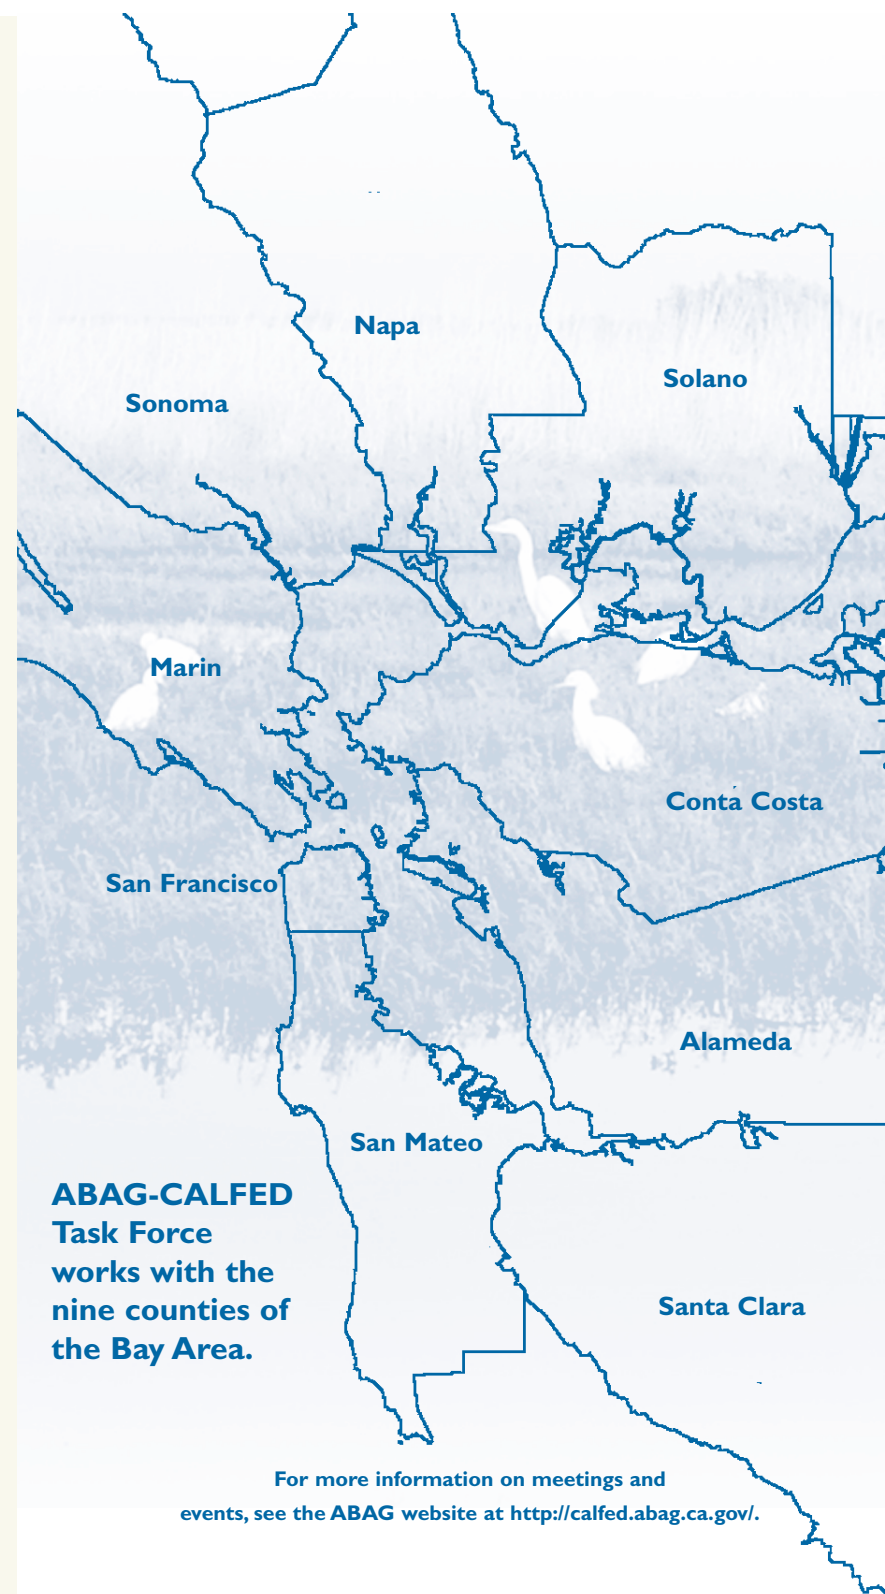 Napa
Solano
Sonoma
Marin
Conta Costa
San Francisco
Alameda
San Mateo
ABAG-CALFED
Task Force
works with the
nine counties of
the Bay Area.
Santa Clara
For more information on meetings and
events, see the ABAG website at http://calfed.abag.ca.gov/.